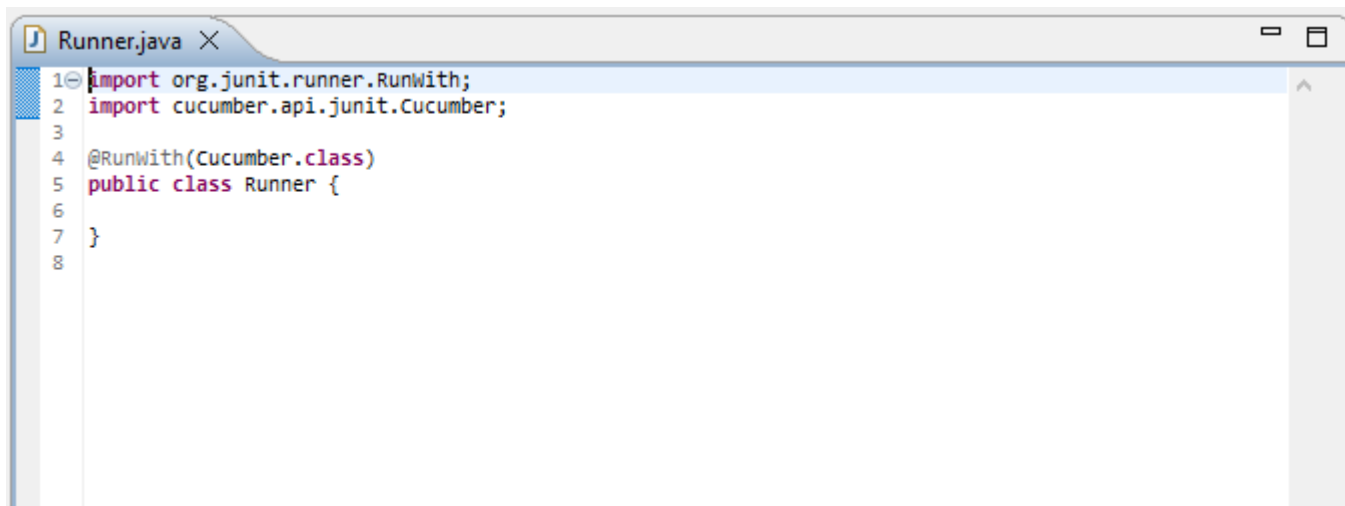 Runner.java
1 import org.junit.runner.RunWith;
2 import cucumber.api.junit.Cucumber;
3
4 @RunWith(Cucumber.class)
5 public class Runner {
6
7 }
8